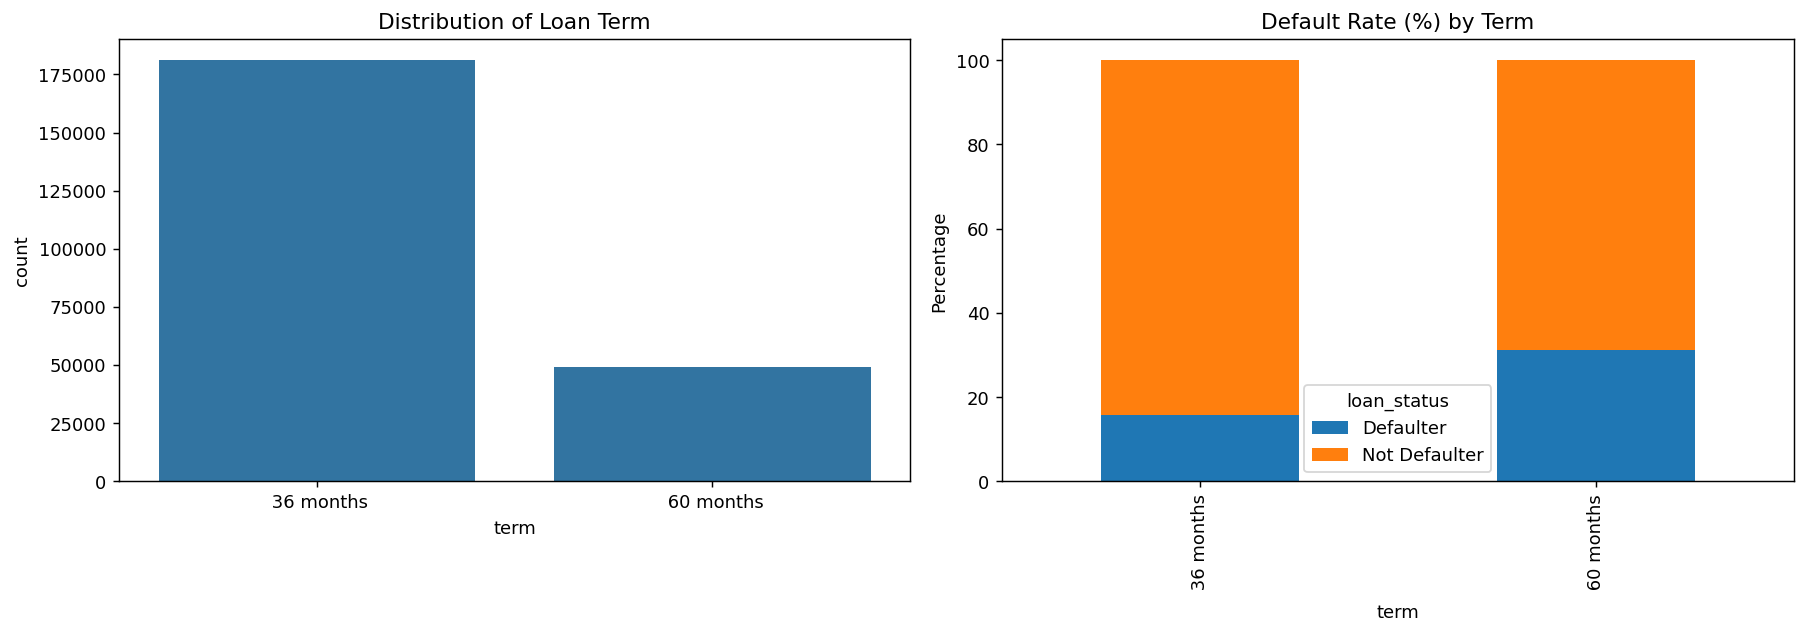 Distribution of Loan Term
count
175000
150000
125000
100000
75000
50000
25000
0
36 months
60 months
term
Default Rate (%) by Term
Percentage
100
80
60
40
20
0
loan_status
Defaulter
Not Defaulter
36 months
60 months
term